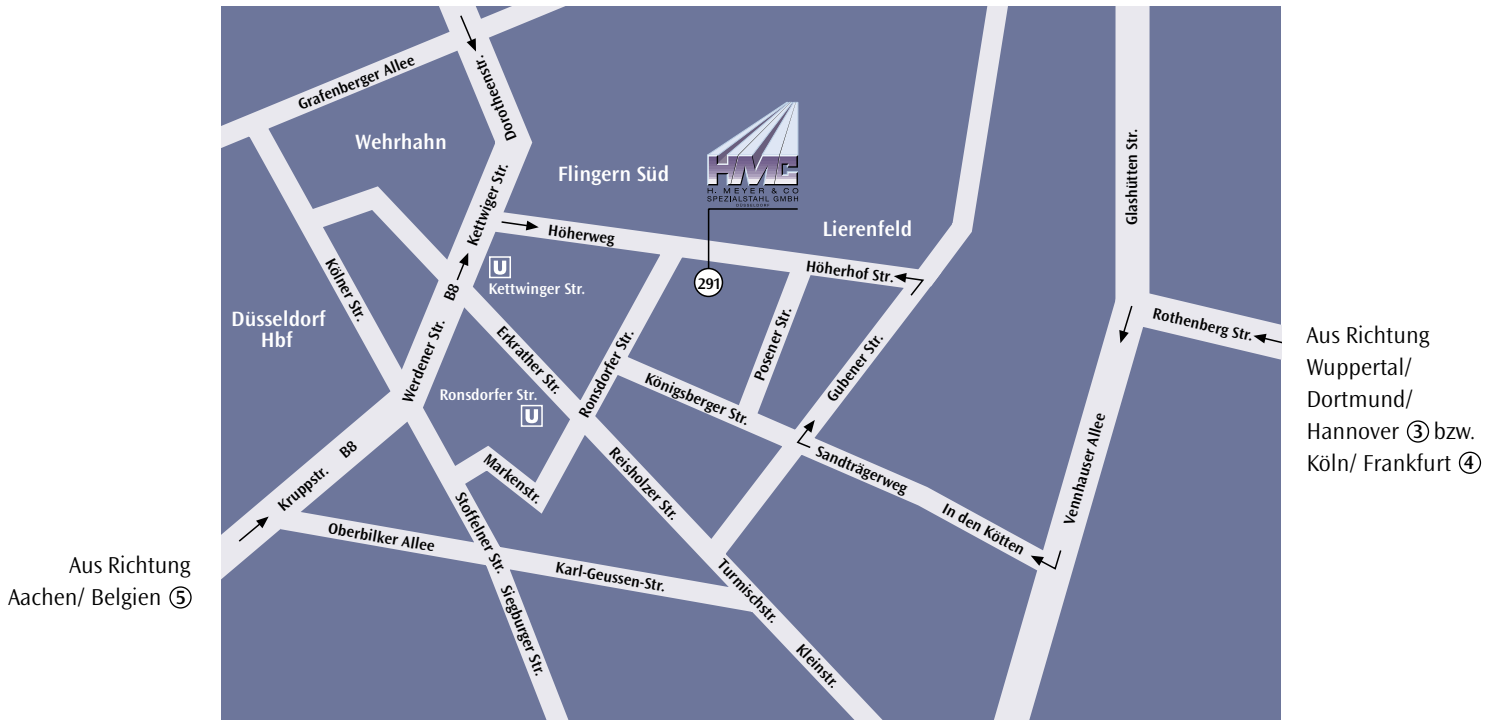 Grafenberger Allee
Dorotheenstr.
Wehrhahn
Flingern Süd
HMC
H. MEYER & CO
SPEZIALSTAHL GMBH
DÜSSELDORF
Lierenfeld
Glashütten Str.
Kettwiger Str.
Höherweg
Höherhof Str.
291
U
Kettwinger Str.
Kölner Str.
B8
Düsseldorf
Hbf
Werdener Str.
Erkrather Str.
Ronsdorfer Str.
Posener Str.
Gubener Str.
Rothenberg Str.
Aus Richtung
Wuppertal/
Dortmund/
Hannover ③ bzw.
Köln/ Frankfurt ④
Königsberger Str.
Ronsdorfer Str.
U
Vennhauser Allee
B8
Kruppstr.
Markenstr.
Reisholzer Str.
Sandträgerweg
In den Kötten
Stoffelner Str.
Oberbilker Allee
Karl-Geussen-Str.
Turmischstr.
Aus Richtung
Aachen/ Belgien ⑤
Siegburger Str.
Kleinstr.